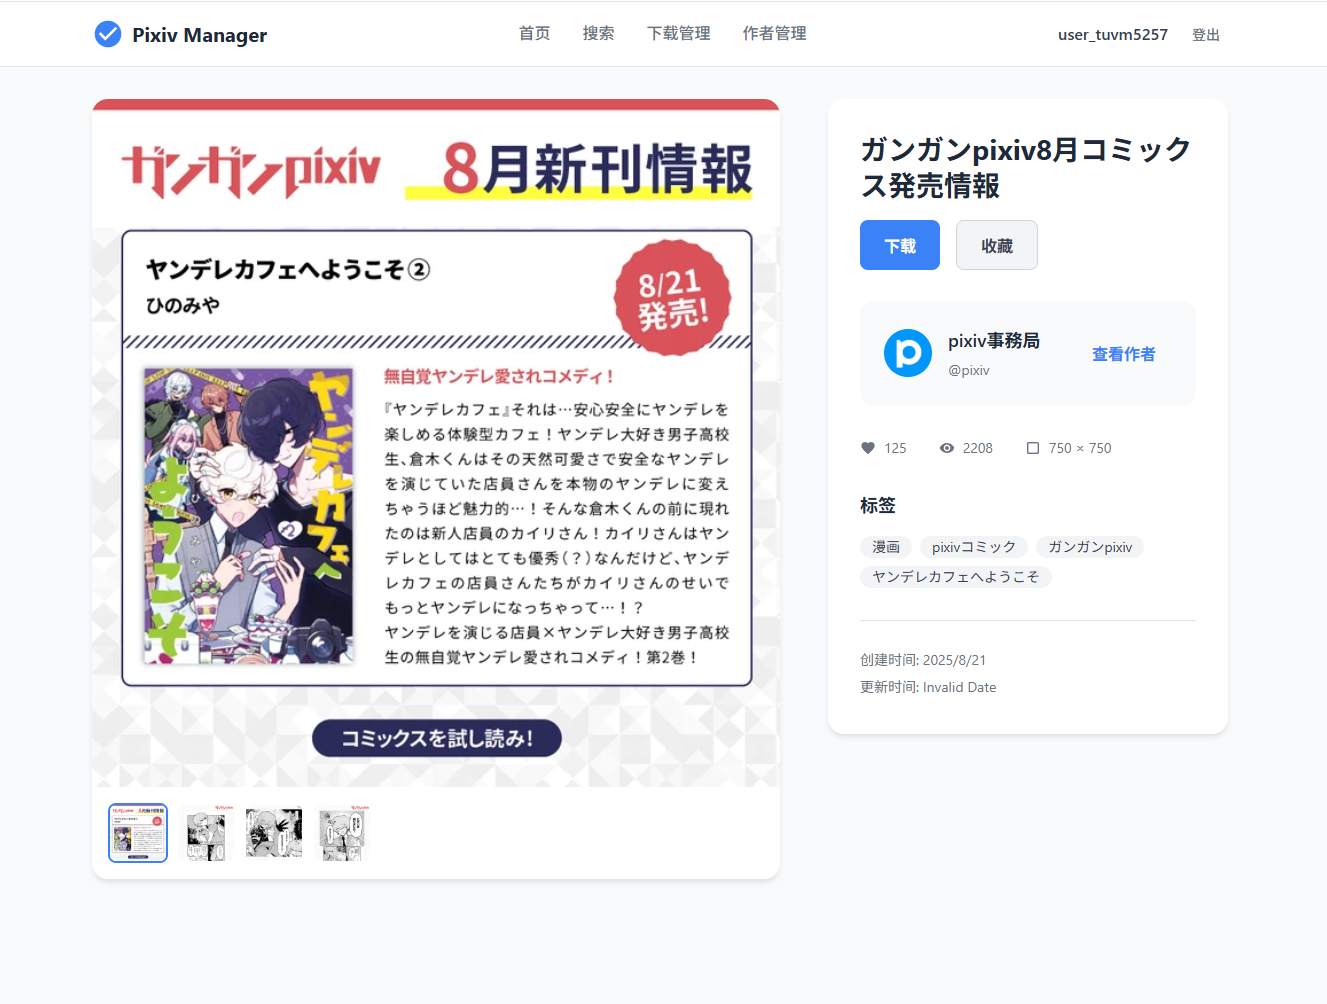 Pixiv Manager
首页
搜索
下载管理
作者管理
user_tuvm5257
登出
ガンガンpixiv
8月新刊情報
ヤンデレカフェへようこそ②
ひのみや
8/21
発売!
無自覚ヤンデレ愛されコメディ！
『ヤンデレカフェ』それは…安心安全にヤンデレを
楽しめる体験型カフェ！ヤンデレ大好き男子高校
生、倉木くんはその天然可愛さで安全なヤンデレ
を演じていた店員さんを本物のヤンデレに変え
ちゃうほど魅力的…！そんな倉木くんの前に現れ
たのは新人店員のカイリさん！カイリさんはヤン
デレとしてはとても優秀（？）なんだけど、ヤンデ
レカフェの店員さんたちがカイリさんのせいで
もっとヤンデレになっちゃって…！？
ヤンデレを演じる店員×ヤンデレ大好き男子高校
生の無自覚ヤンデレ愛されコメディ！第2巻！
ヤンデレカフェへ
ようこそ
コミックスを試し読み!
ガンガンpixiv8月コミック
ス発売情報
下载
收藏
pixiv事務局
@pixiv
查看作者
125
2208
750 × 750
标签
漫画
pixivコミック
ガンガンpixiv
ヤンデレカフェへようこそ
创建时间: 2025/8/21
更新时间: Invalid Date